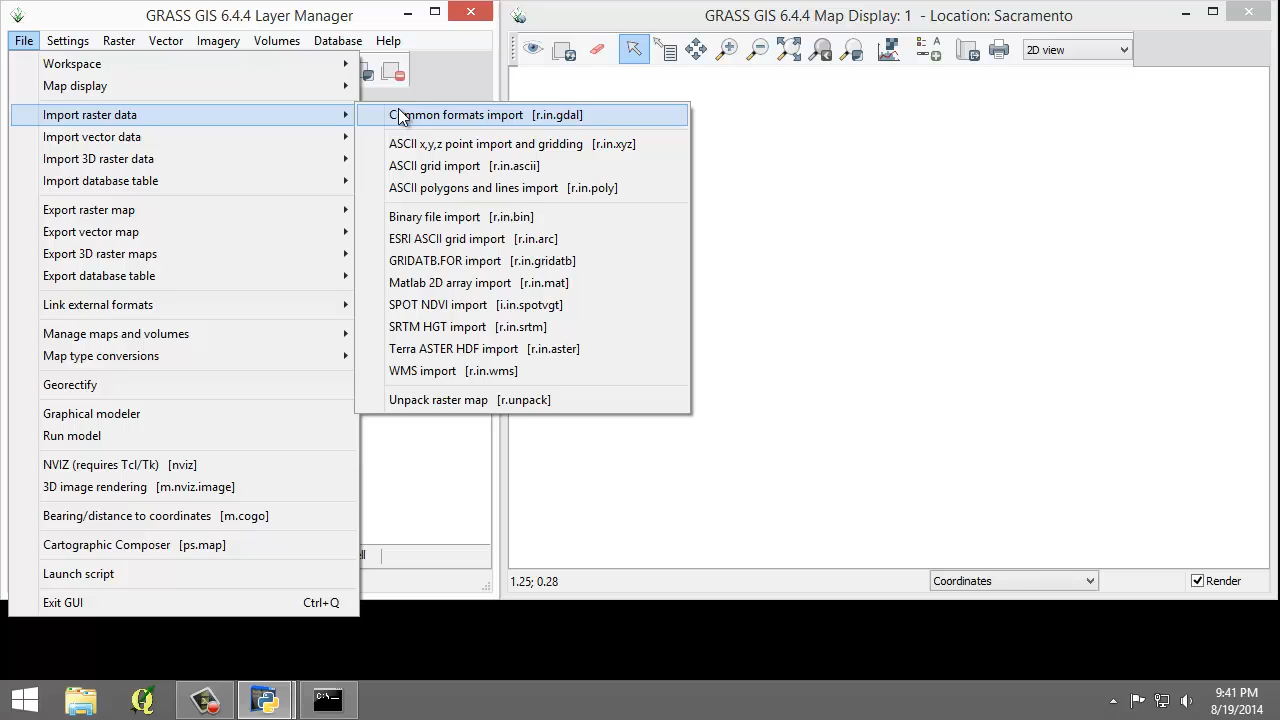 GRASS GIS 6.4.4 Layer Manager
File Settings Raster Vector Imagery Volumes Database Help
Workspace
Map display
Import raster data
Import vector data
Import 3D raster data
Import database table
Export raster map
Export vector map
Export 3D raster maps
Export database table
Link external formats
Manage maps and volumes
Map type conversions
Georectify
Graphical modeler
Run model
NVIZ (requires Tcl/Tk) [nviz]
3D image rendering [m.nviz.image]
Bearing/distance to coordinates [m.cogo]
Cartographic Composer [ps.map]
Launch script
Exit GUI Ctrl+Q
Common formats import [r.in.gdal]
ASCII x,y,z point import and gridding [r.in.xyz]
ASCII grid import [r.in.ascii]
ASCII polygons and lines import [r.in.poly]
Binary file import [r.in.bin]
ESRI ASCII grid import [r.in.arc]
GRIDATB.FOR import [r.in.gridatb]
Matlab 2D array import [r.in.mat]
SPOT NDVI import [i.in.spotvgt]
SRTM HGT import [r.in.srtm]
Terra ASTER HDF import [r.in.aster]
WMS import [r.in.wms]
Unpack raster map [r.unpack]
GRASS GIS 6.4.4 Map Display: 1 - Location: Sacramento
2D view
1.25; 0.28
Coordinates
Render
9:41 PM
8/19/2014